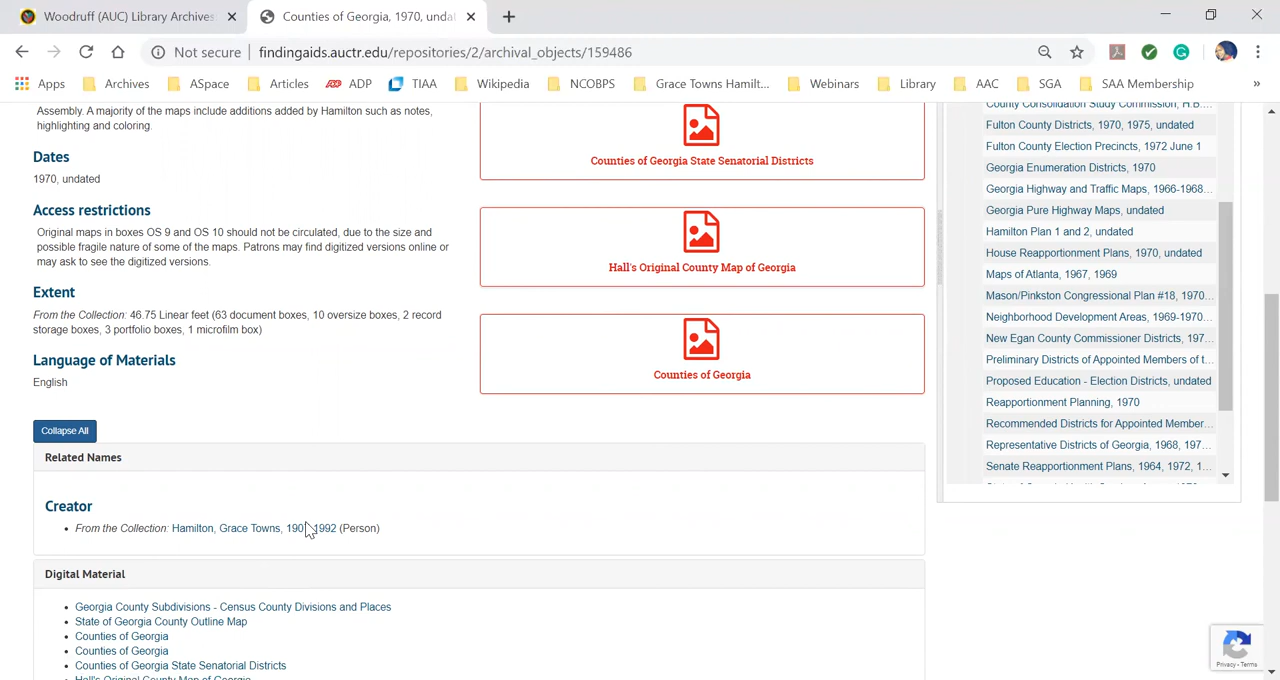 Woodruff (AUC) Library Archives
Counties of Georgia, 1970, unda
Not secure
findingaids.auctr.edu/repositories/2/archival_objects/159486
Apps
Archives
ASpace
Articles
ADP
TIAA
Wikipedia
NCOBPS
Grace Towns Hamilt...
Webinars
Library
AAC
SGA
SAA Membership
»
Assembly. A majority of the maps include additions added by Hamilton such as notes,
highlighting and coloring.
Dates
1970, undated
Access restrictions
Original maps in boxes OS 9 and OS 10 should not be circulated, due to the size and
possible fragile nature of some of the maps. Patrons may find digitized versions online or
may ask to see the digitized versions.
Extent
From the Collection: 46.75 Linear feet (63 document boxes, 10 oversize boxes, 2 record
storage boxes, 3 portfolio boxes, 1 microfilm box)
Language of Materials
English
Collapse All
Related Names
Creator
From the Collection: Hamilton, Grace Towns, 190 1992 (Person)
Digital Material
Georgia County Subdivisions - Census County Divisions and Places
State of Georgia County Outline Map
Counties of Georgia
Counties of Georgia
Counties of Georgia State Senatorial Districts
Hall's Original County Map of Georgia
Counties of Georgia State Senatorial Districts
Hall's Original County Map of Georgia
Counties of Georgia
County Consolidation Study Commission, H.B....
Fulton County Districts, 1970, 1975, undated
Fulton County Election Precincts, 1972 June 1
Georgia Enumeration Districts, 1970
Georgia Highway and Traffic Maps, 1966-1968...
Georgia Pure Highway Maps, undated
Hamilton Plan 1 and 2, undated
House Reapportionment Plans, 1970, undated
Maps of Atlanta, 1967, 1969
Mason/Pinkston Congressional Plan #18, 1970...
Neighborhood Development Areas, 1969-1970...
New Egan County Commissioner Districts, 197...
Preliminary Districts of Appointed Members of t...
Proposed Education - Election Districts, undated
Reapportionment Planning, 1970
Recommended Districts for Appointed Member...
Representative Districts of Georgia, 1968, 197...
Senate Reapportionment Plans, 1964, 1972, 1...
Privacy - Terms